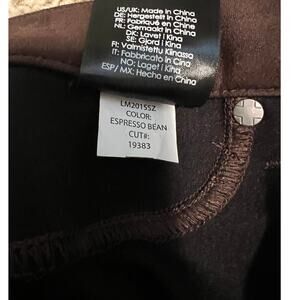 US/UK: Made in China
DE: Hergestellt in China
FR: Fabriqué en Chine
NL: Gemaakt in China
DK: Lavet i Kina
SE: Gjord i Kina
FI: Valmistettu Kiinassa
IT: Fabbricato in Cina
NO: Laget i Kina
ESP/MX: Hecho en China
LM2015SZ
COLOR:
ESPRESSO BEAN
CUT#:
19383